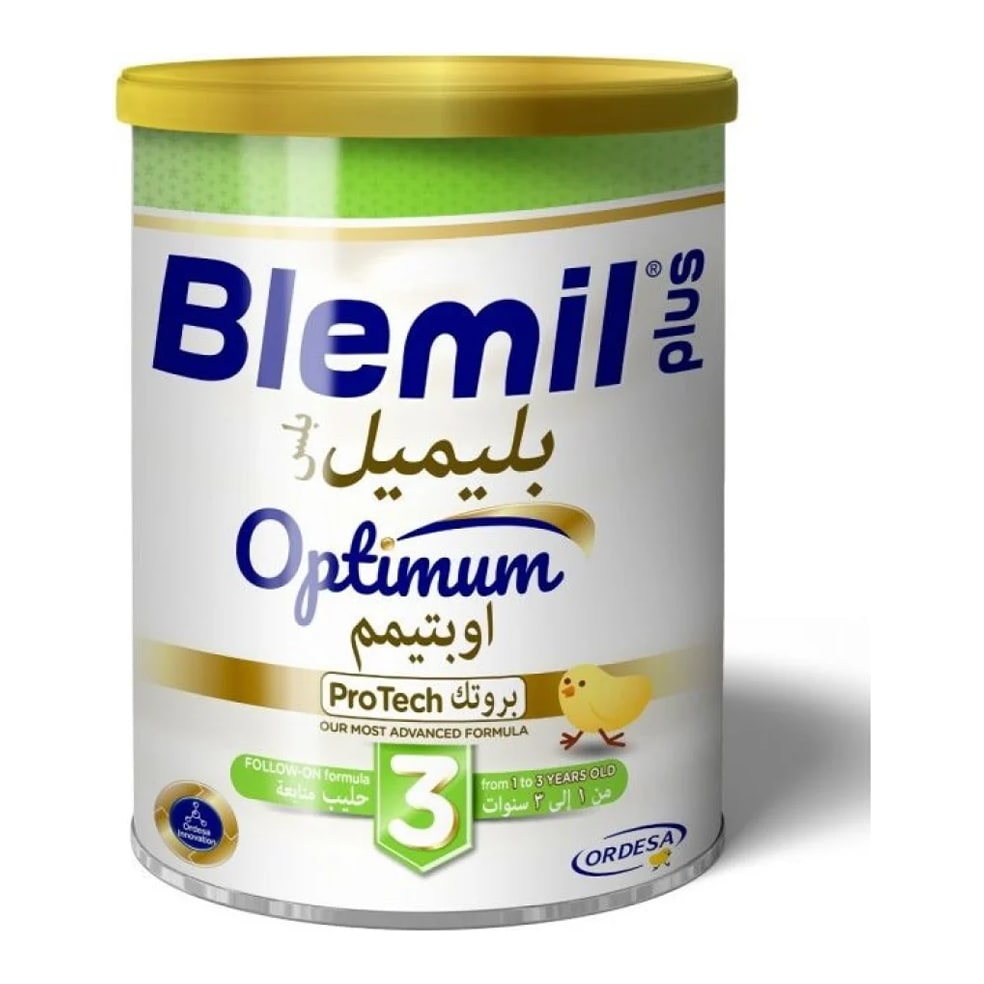 Blemil® plus
بليميل بلس
Optimum
اوبتيمم
ProTech بروتك
OUR MOST ADVANCED FORMULA
FOLLOW-ON formula
حليب متابعة
3
from 1 to 3 YEARS OLD
من ١ إلى ٣ سنوات
Ordesa
Innovation
ORDESA